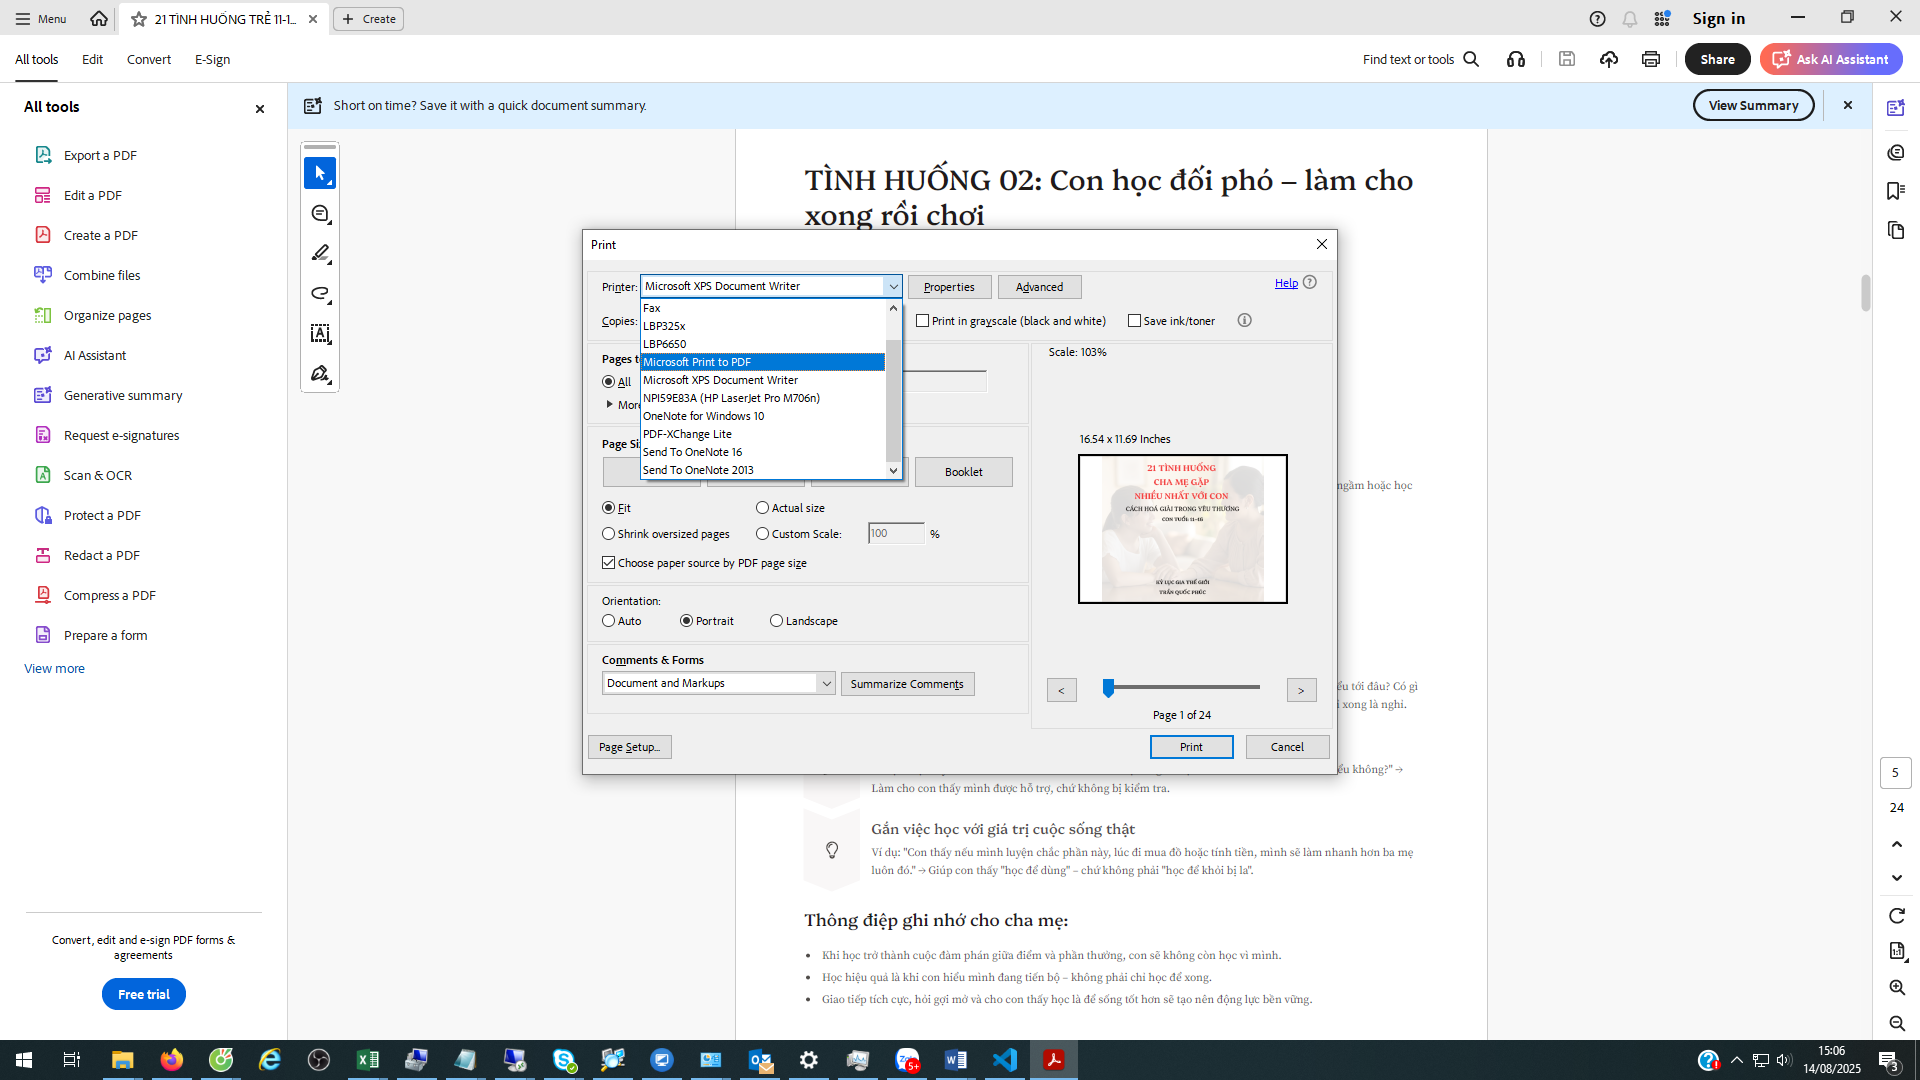 Menu
21 TÌNH HUỐNG TRẺ 11-1...
Create
Sign in
All tools
Edit
Convert
E-Sign
Find text or tools
Share
Ask AI Assistant
All tools
Short on time? Save it with a quick document summary.
View Summary
Export a PDF
Edit a PDF
Create a PDF
Combine files
Organize pages
AI Assistant
Generative summary
Request e-signatures
Scan & OCR
Protect a PDF
Redact a PDF
Compress a PDF
Prepare a form
View more
Convert, edit and e-sign PDF forms &
agreements
Free trial
TÌNH HUỐNG 02: Con học đối phó – làm cho
xong rồi chơi
Print
Printer:
Microsoft XPS Document Writer
Properties
Advanced
Help
Fax
LBP325x
LBP6650
Microsoft Print to PDF
Microsoft XPS Document Writer
NPI59E83A (HP LaserJet Pro M706n)
OneNote for Windows 10
PDF-XChange Lite
Send To OneNote 16
Send To OneNote 2013
Copies:
Print in grayscale (black and white)
Save ink/toner
Pages t
All
More
Scale: 103%
Page Si
Booklet
Fit
Actual size
Shrink oversized pages
Custom Scale:
100
%
Choose paper source by PDF page size
Orientation:
Auto
Portrait
Landscape
Comments & Forms
Document and Markups
Summarize Comments
16.54 x 11.69 Inches
21 TÌNH HUỐNG
CHA MẸ GẶP
NHIỀU NHẤT VỚI CON
CÁCH HOÁ GIẢI TRONG YÊU THƯƠNG
CON TUỔI: 11-16
KỶ LỤC GIA THẾ GIỚI
TRẦN QUỐC PHÚC
<
>
Page 1 of 24
Page Setup...
Print
Cancel
ngầm hoặc học
ểu tới đâu? Có gì
i xong là nghỉ.
ểu không?" →
Làm cho con thấy mình được hỗ trợ, chứ không bị kiểm tra.
Gắn việc học với giá trị cuộc sống thật
Ví dụ: "Con thấy nếu mình luyện chắc phần này, lúc đi mua đồ hoặc tính tiền, mình sẽ làm nhanh hơn ba mẹ
luôn đó." → Giúp con thấy "học để dùng" – chứ không phải "học để khỏi bị la".
Thông điệp ghi nhớ cho cha mẹ:
• Khi học trở thành cuộc đàm phán giữa điểm và phần thưởng, con sẽ không còn học vì mình.
• Học hiệu quả là khi con hiểu mình đang tiến bộ – không phải chỉ học để xong.
• Giao tiếp tích cực, hỏi gợi mở và cho con thấy học là để sống tốt hơn sẽ tạo nên động lực bền vững.
5
24
1:1
5+
15:06
14/08/2025
3